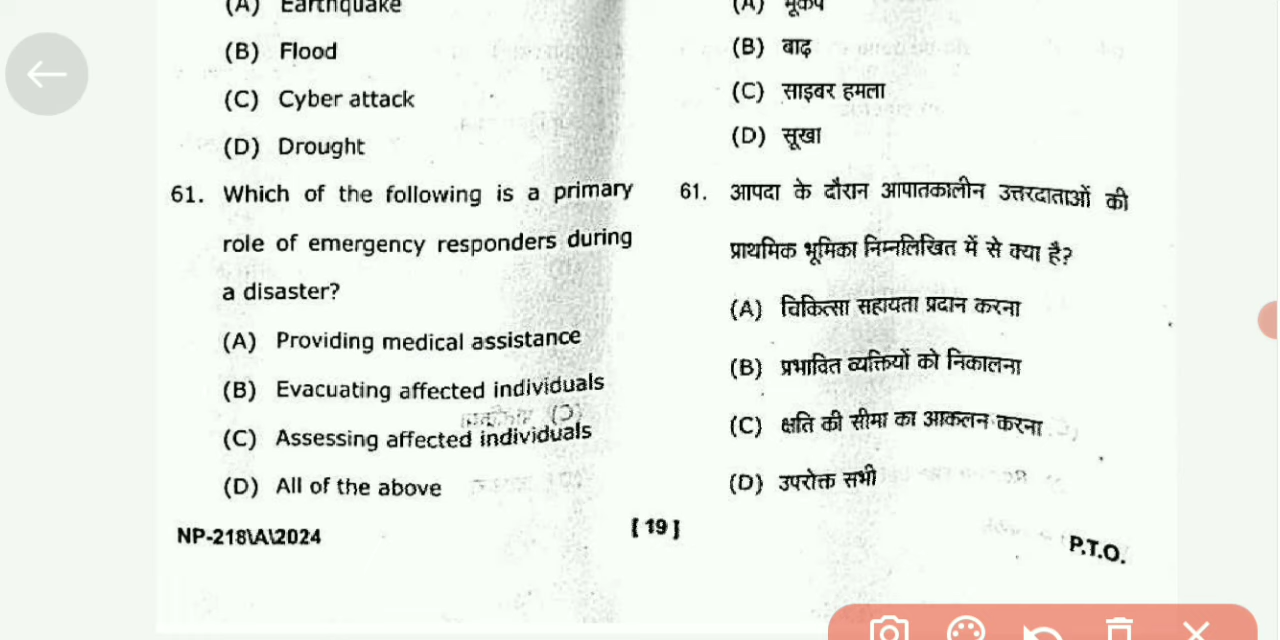 (A) Earthquake
(B) Flood
(C) Cyber attack
(D) Drought
61. Which of the following is a primary
role of emergency responders during
a disaster?
(A) Providing medical assistance
(B) Evacuating affected individuals
(C) Assessing affected individuals
(D) All of the above
NP-218\A\2024
[ 19 ]
(A) भूकंप
(B) बाढ़
(C) साइबर हमला
(D) सूखा
61. आपदा के दौरान आपातकालीन उत्तरदाताओं की
प्राथमिक भूमिका निम्नलिखित में से क्या है?
(A) चिकित्सा सहायता प्रदान करना
(B) प्रभावित व्यक्तियों को निकालना
(C) क्षति की सीमा का आकलन करना
(D) उपरोक्त सभी
P.T.O.